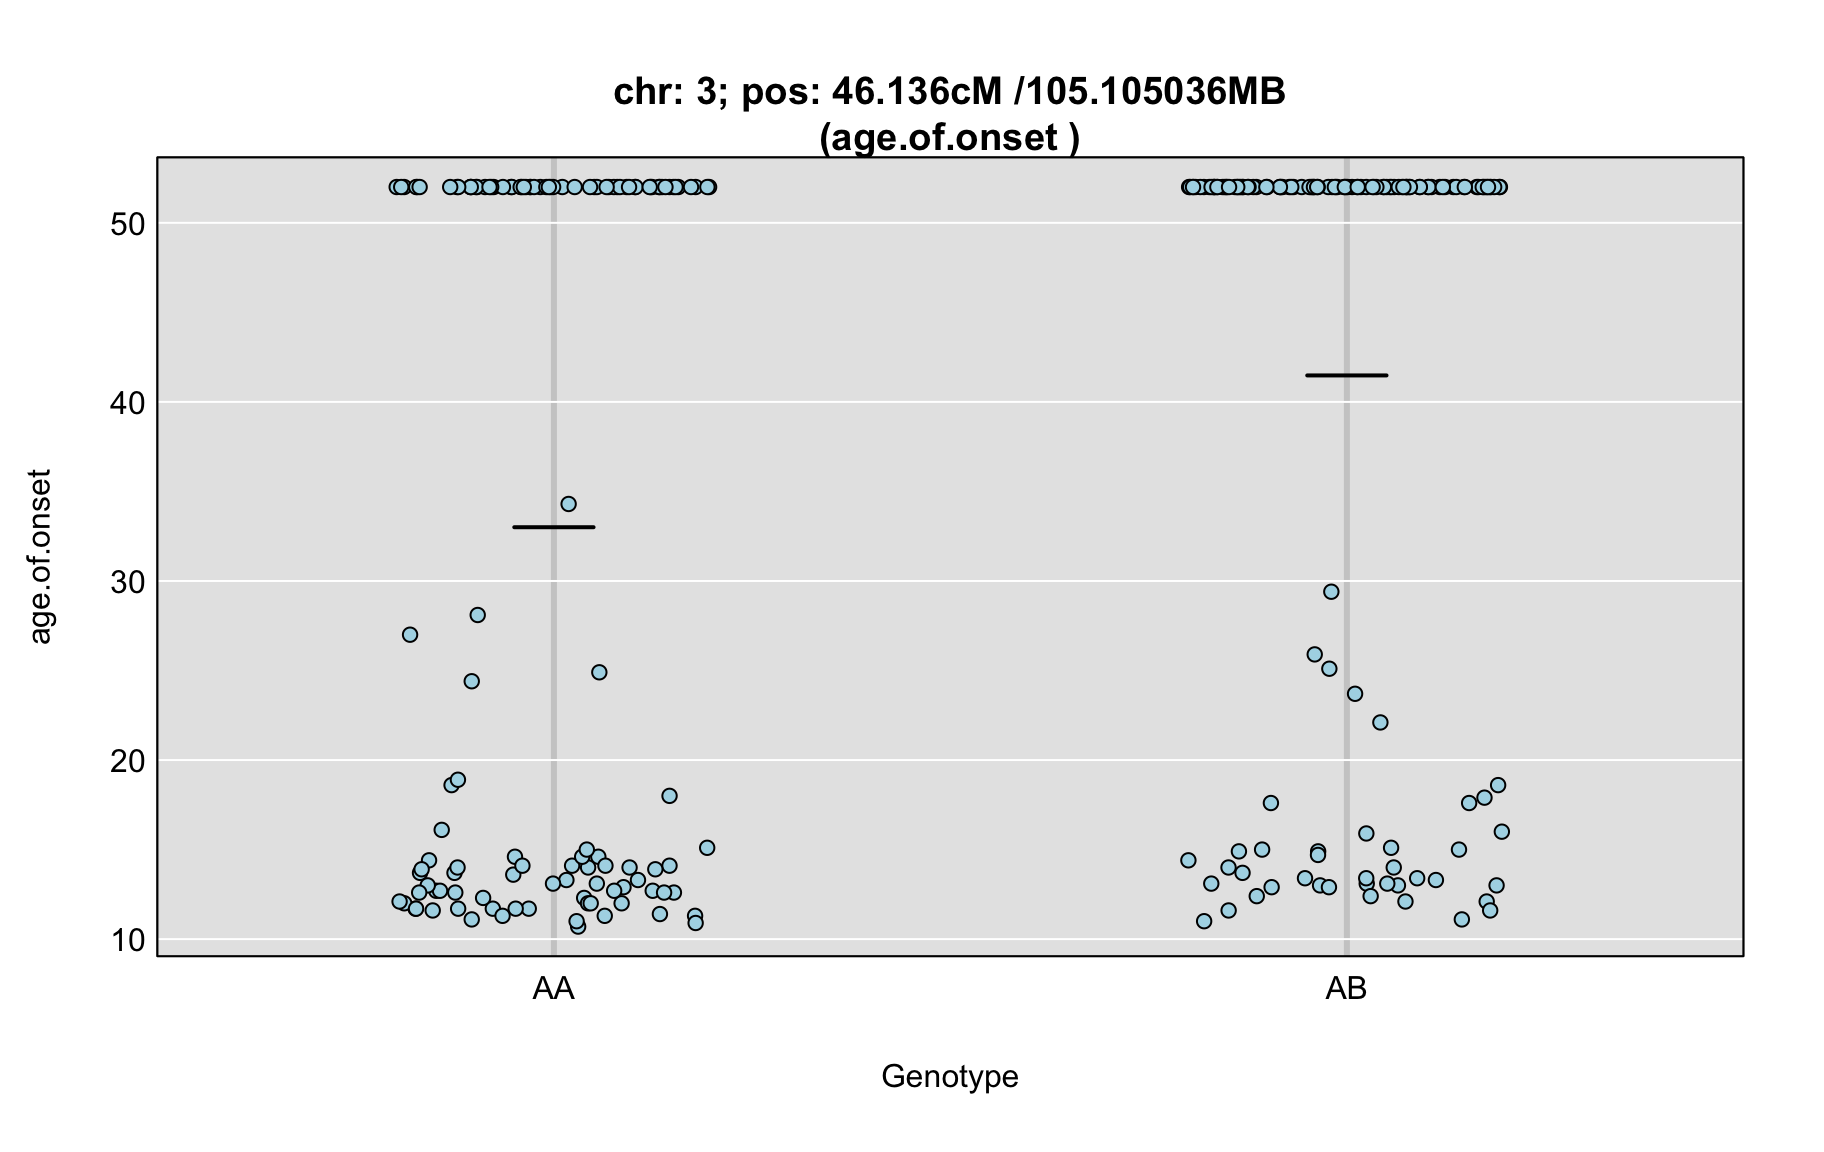 chr: 3; pos: 46.136cM /105.105036MB
(age.of.onset )
50
40
30
20
10
age.of.onset
AA
AB
Genotype